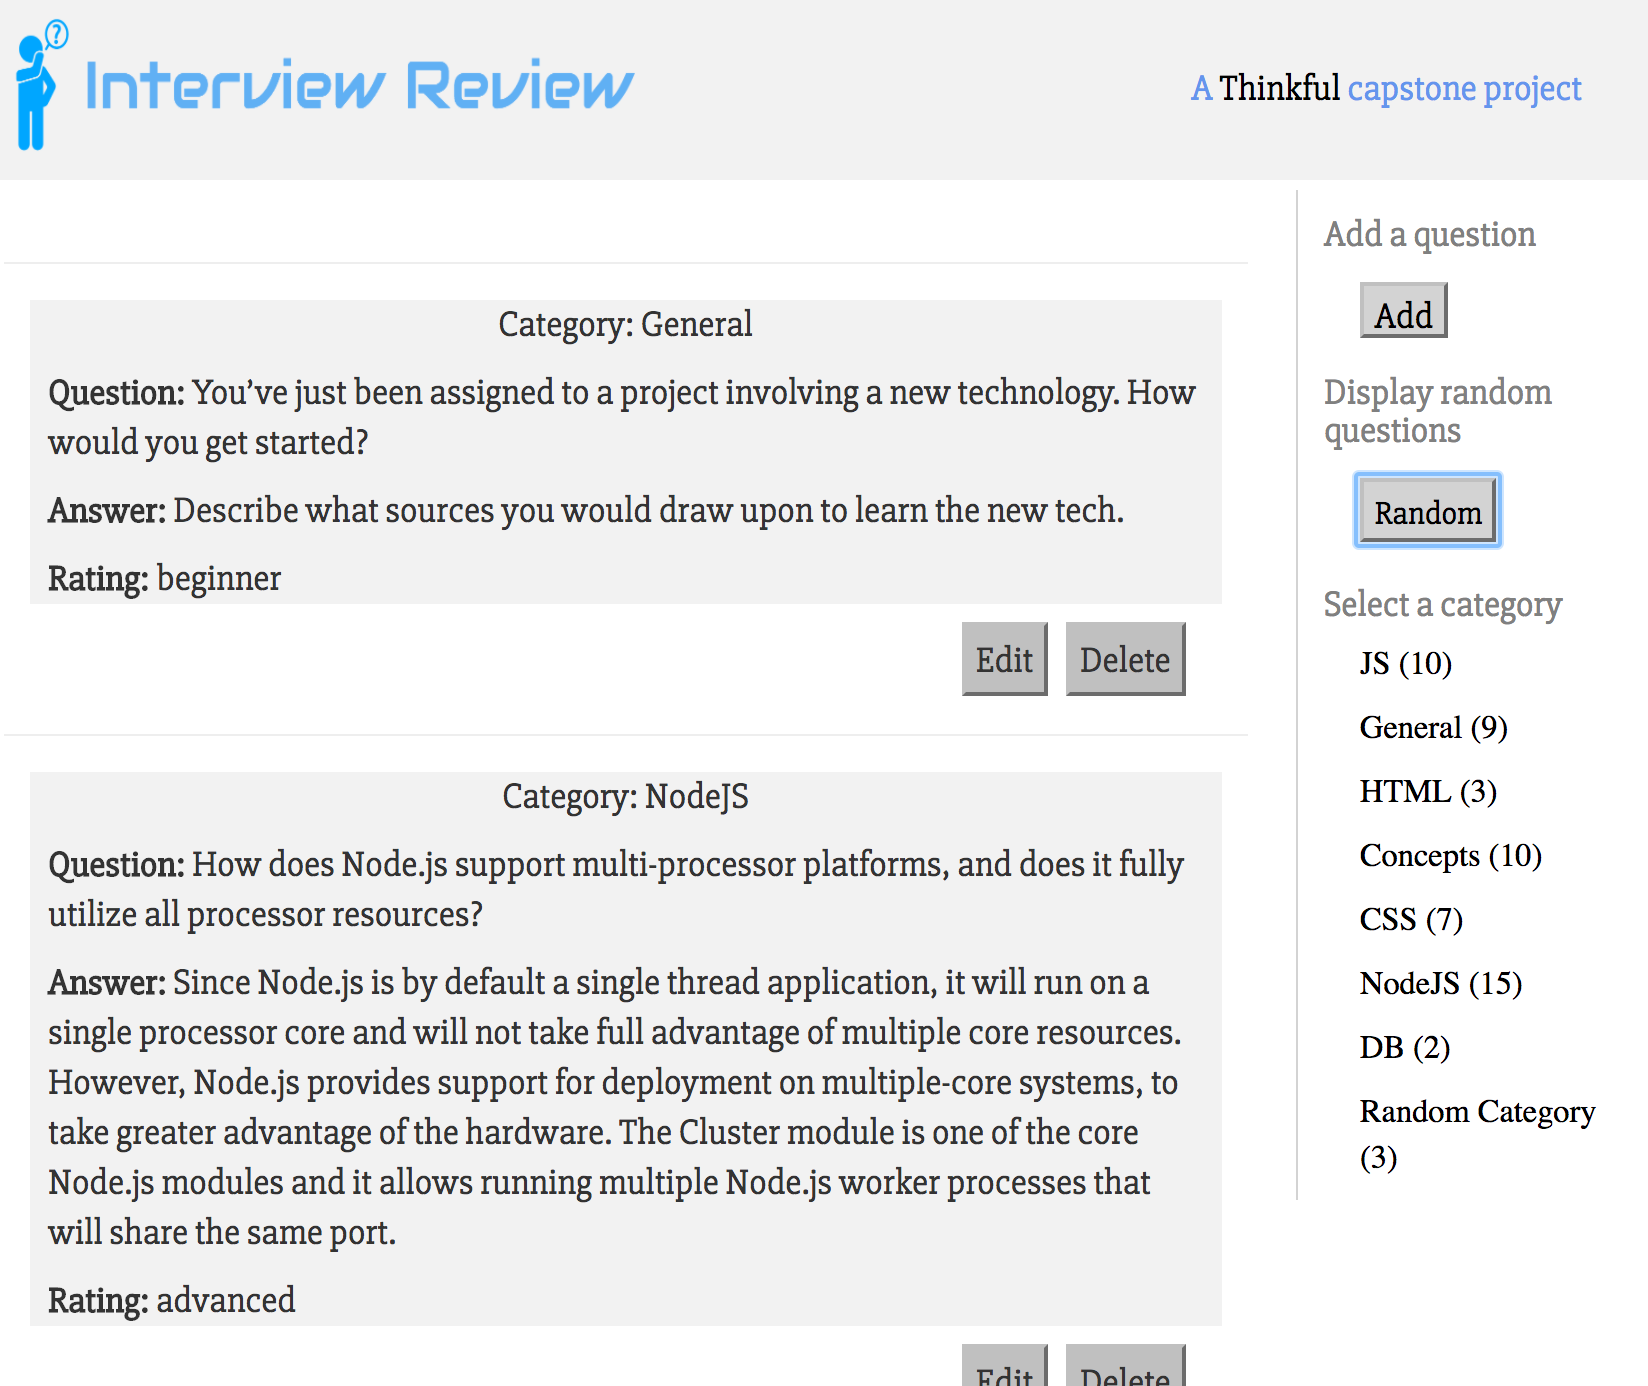 ?
Interview Review
A Thinkful capstone project
Category: General
Question: You’ve just been assigned to a project involving a new technology. How
would you get started?
Answer: Describe what sources you would draw upon to learn the new tech.
Rating: beginner
Edit Delete
Category: NodeJS
Question: How does Node.js support multi-processor platforms, and does it fully
utilize all processor resources?
Answer: Since Node.js is by default a single thread application, it will run on a
single processor core and will not take full advantage of multiple core resources.
However, Node.js provides support for deployment on multiple-core systems, to
take greater advantage of the hardware. The Cluster module is one of the core
Node.js modules and it allows running multiple Node.js worker processes that
will share the same port.
Rating: advanced
Edit Delete
Add a question
Add
Display random
questions
Random
Select a category
JS (10)
General (9)
HTML (3)
Concepts (10)
CSS (7)
NodeJS (15)
DB (2)
Random Category
(3)